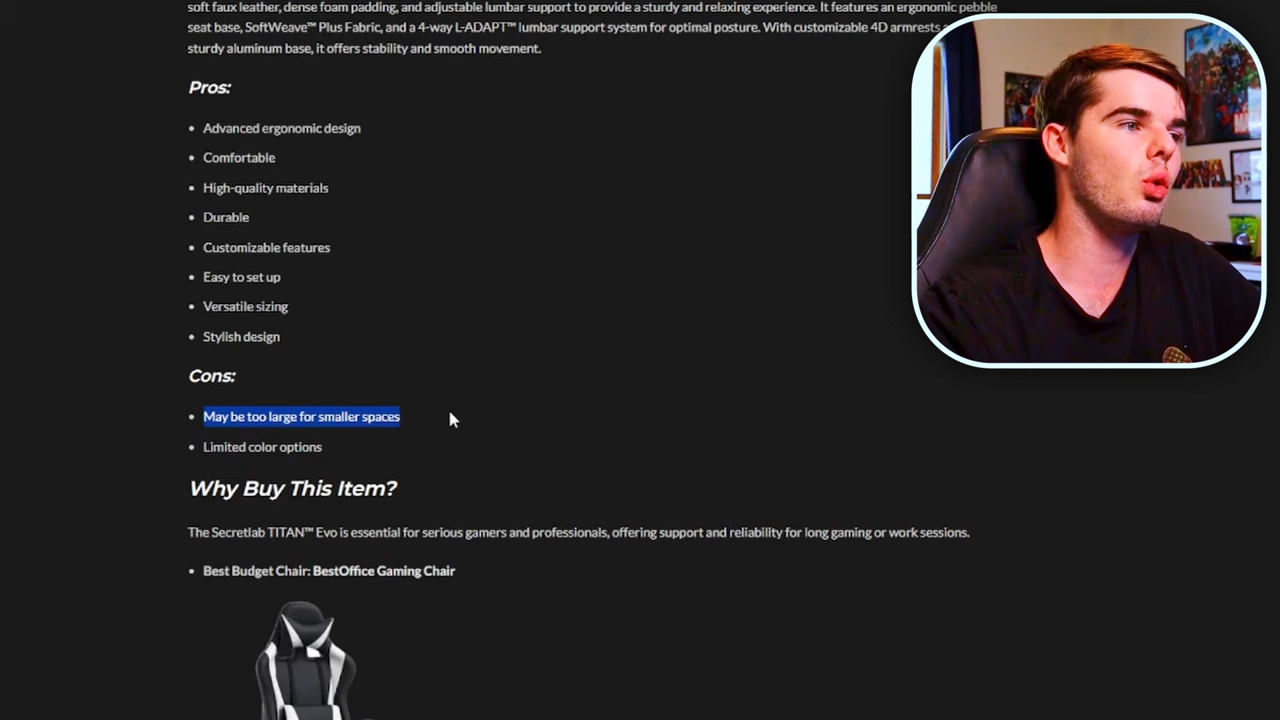 soft faux leather, dense foam padding, and adjustable lumbar support to provide a sturdy and relaxing experience. It features an ergonomic pebble
seat base, SoftWeave™ Plus Fabric, and a 4-way L-ADAPT™ lumbar support system for optimal posture. With customizable 4D armrests
sturdy aluminum base, it offers stability and smooth movement.
Pros:
• Advanced ergonomic design
• Comfortable
• High-quality materials
• Durable
• Customizable features
• Easy to set up
• Versatile sizing
• Stylish design
Cons:
• May be too large for smaller spaces
• Limited color options
Why Buy This Item?
The Secretlab TITAN™ Evo is essential for serious gamers and professionals, offering support and reliability for long gaming or work sessions.
• Best Budget Chair: BestOffice Gaming Chair